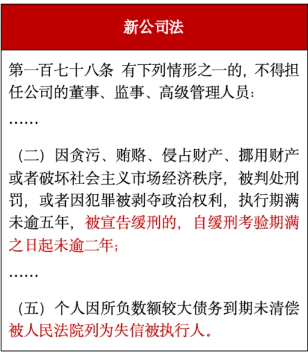 新公司法
第一百七十八条 有下列情形之一的，不得担
任公司的董事、监事、高级管理人员：
……
（二）因贪污、贿赂、侵占财产、挪用财产
或者破坏社会主义市场经济秩序，被判处刑
罚，或者因犯罪被剥夺政治权利，执行期满
未逾五年，被宣告缓刑的，自缓刑考验期满
之日起未逾二年；
……
（五）个人因所负数额较大债务到期未清偿
被人民法院列为失信被执行人。